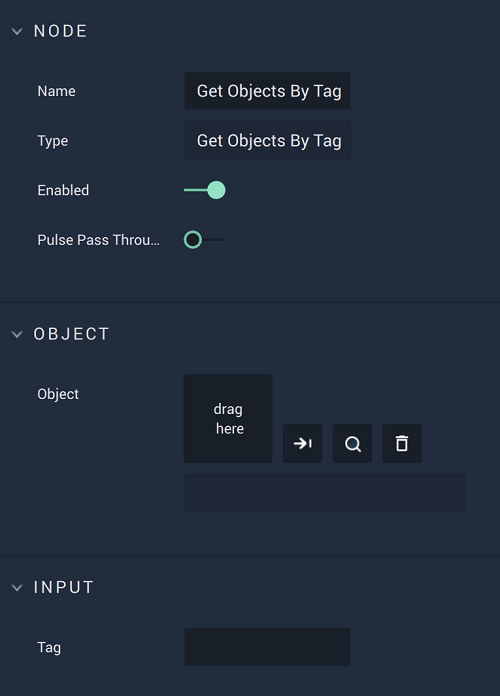 NODE
Name Get Objects By Tag
Type Get Objects By Tag
Enabled
Pulse Pass Throu...
OBJECT
Object
drag
here
INPUT
Tag